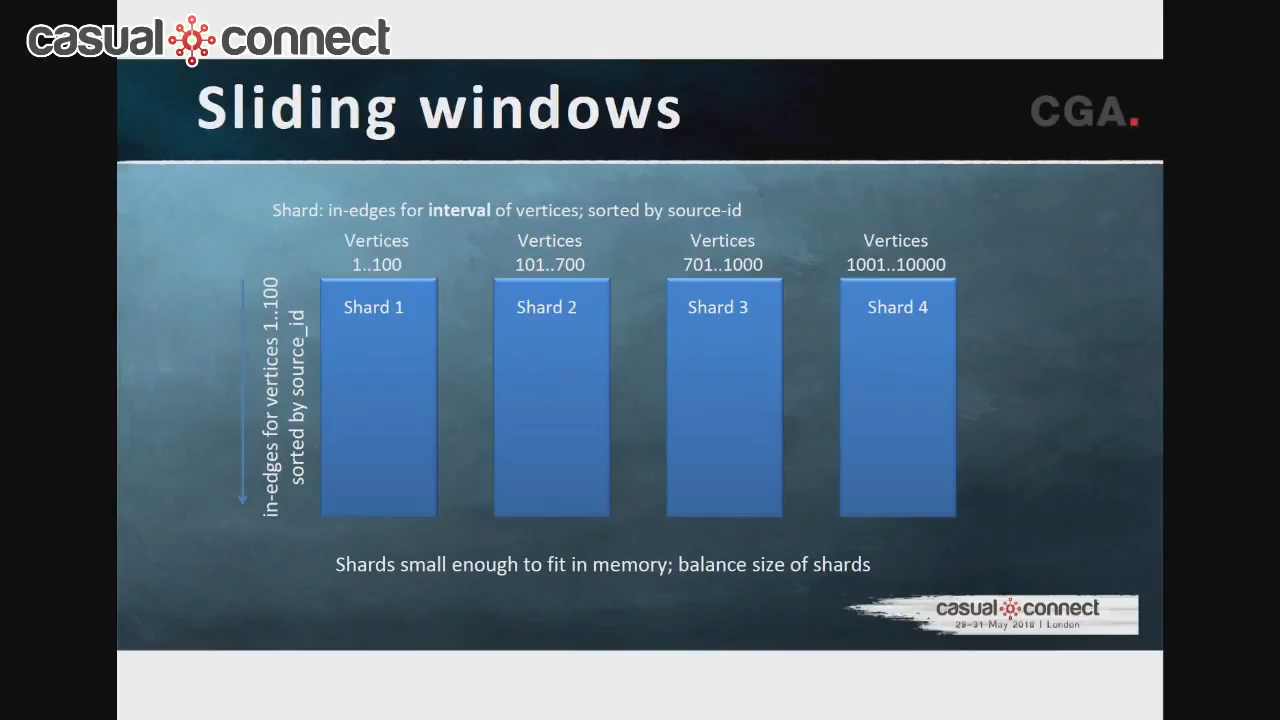 casual connect
Sliding windows
CGA.
Shard: in-edges for interval of vertices; sorted by source-id
Vertices
1..100
Vertices
101..700
Vertices
701..1000
Vertices
1001..10000
in-edges for vertices 1..100
sorted by source_id
Shard 1
Shard 2
Shard 3
Shard 4
Shards small enough to fit in memory; balance size of shards
casual connect
29-31 May 2018 | London